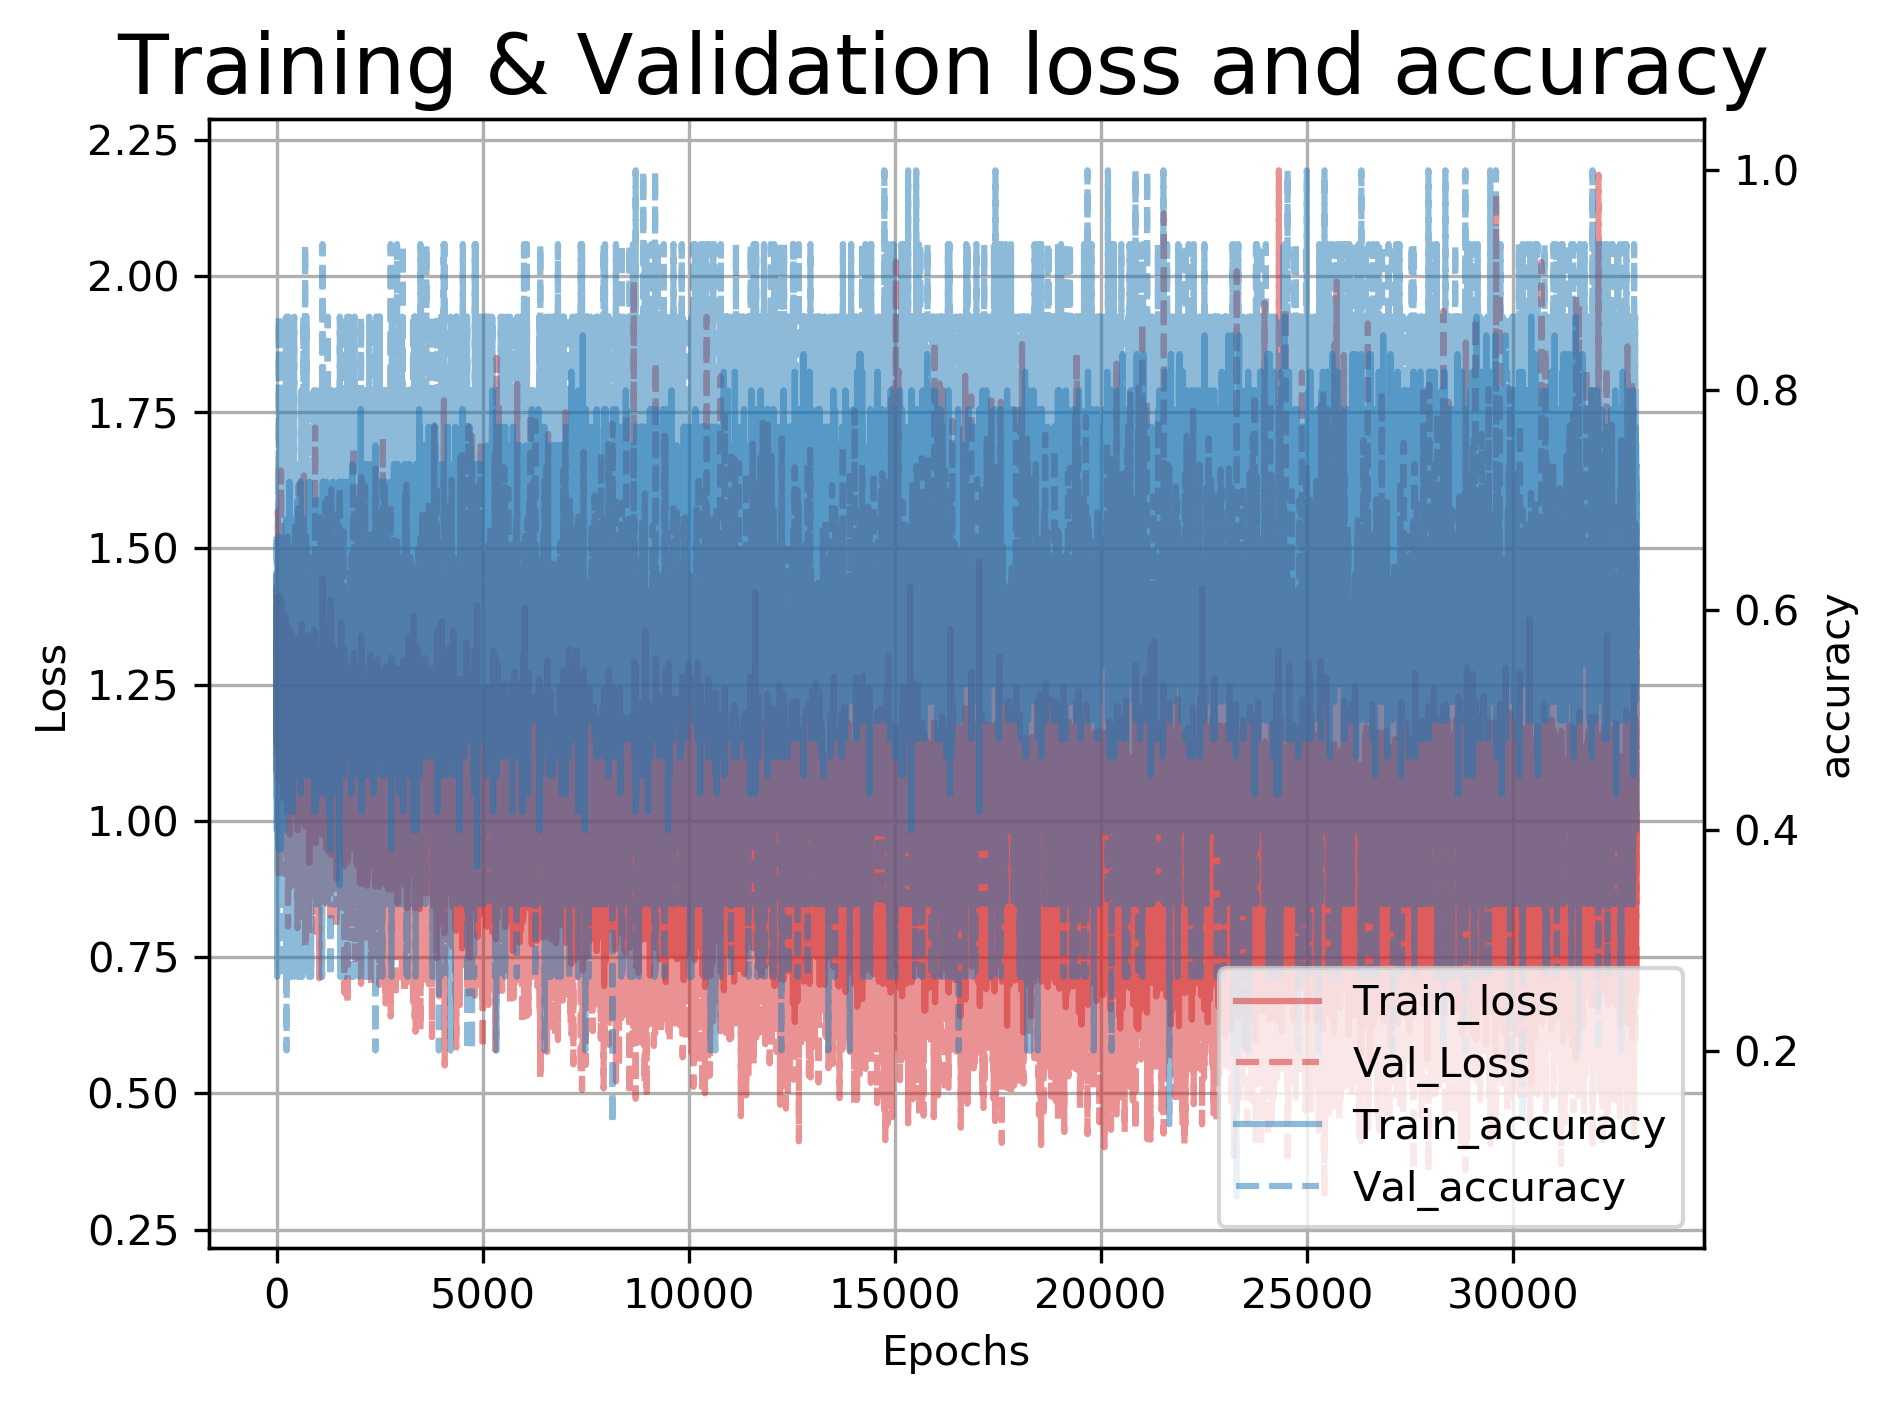 Training & Validation loss and accuracy
2.25
2.00
1.75
1.50
1.25
1.00
0.75
0.50
0.25
Loss
1.0
0.8
0.6
0.4
0.2
accuracy
Train_loss
Val_Loss
Train_accuracy
Val_accuracy
0 5000 10000 15000 20000 25000 30000
Epochs